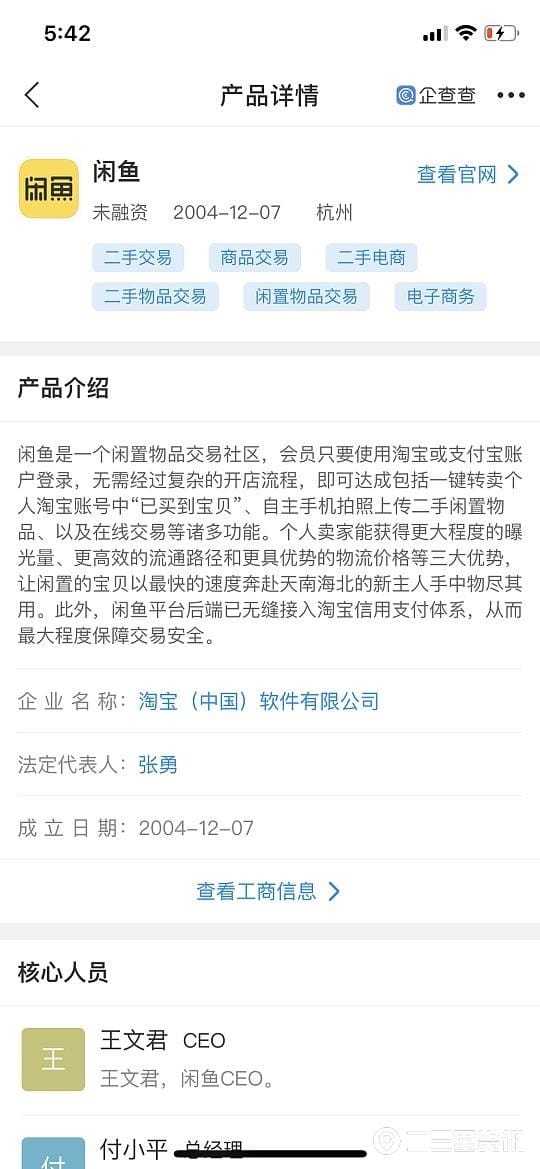 5:42
产品详情
企查查
闲鱼
闲鱼
查看官网
未融资 2004-12-07 杭州
二手交易 商品交易 二手电商
二手物品交易 闲置物品交易 电子商务
产品介绍
闲鱼是一个闲置物品交易社区，会员只要使用淘宝或支付宝账
户登录，无需经过复杂的开店流程，即可达成包括一键转卖个
人淘宝账号中“已买到宝贝”、自主手机拍照上传二手闲置物
品、以及在线交易等诸多功能。个人卖家能获得更大程度的曝
光量、更高效的流通路径和更具优势的物流价格等三大优势，
让闲置的宝贝以最快的速度奔赴天南海北的新主人手中物尽其
用。此外，闲鱼平台后端已无缝接入淘宝信用支付体系，从而
最大程度保障交易安全。
企业名称：淘宝（中国）软件有限公司
法定代表人：张勇
成立日期：2004-12-07
查看工商信息
核心人员
王
王文君 CEO
王文君，闲鱼CEO。
付
付小平 总经理